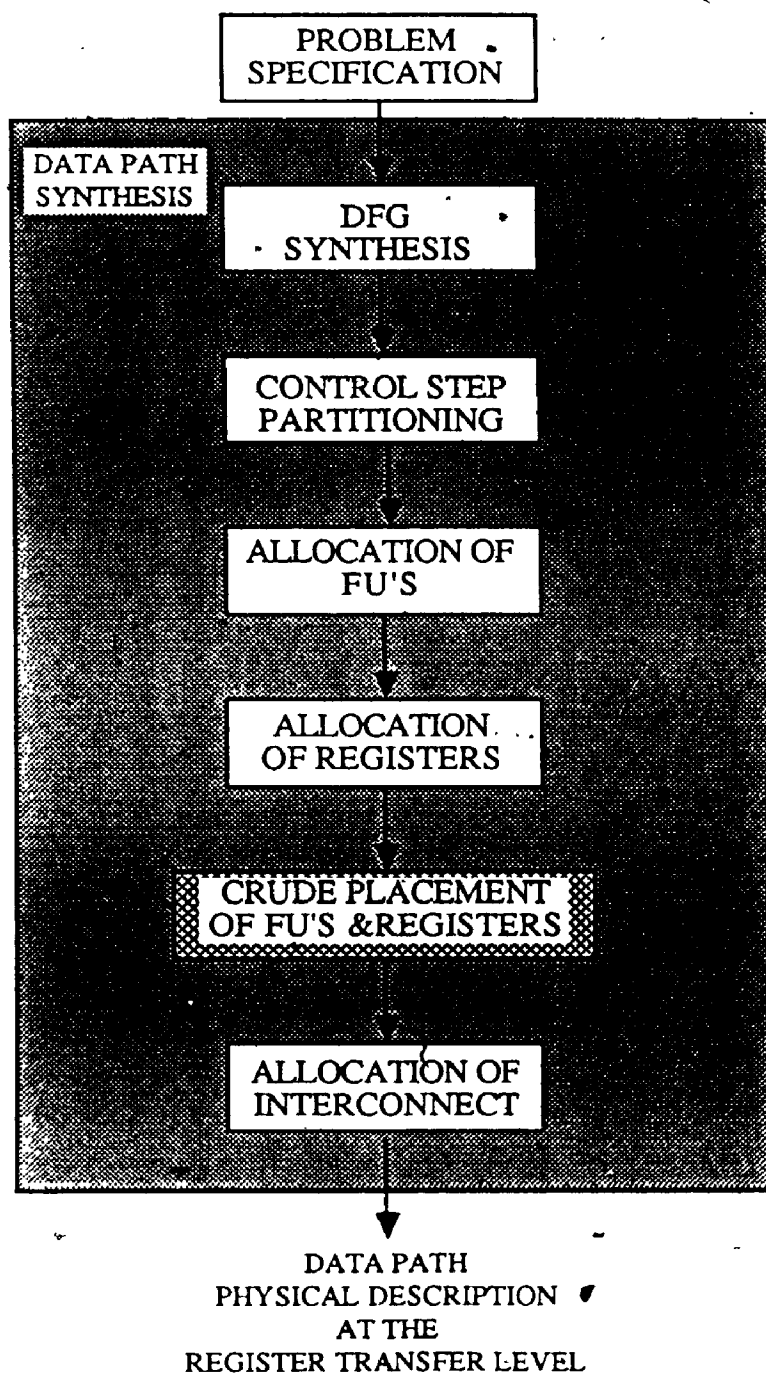 PROBLEM
SPECIFICATION
DATA PATH
SYNTHESIS
DFG
SYNTHESIS
CONTROL STEP
PARTITIONING
ALLOCATION OF
FU'S
ALLOCATION
OF REGISTERS
CRUDE PLACEMENT
OF FU'S &REGISTERS
ALLOCATION OF
INTERCONNECT
DATA PATH
PHYSICAL DESCRIPTION
AT THE
REGISTER TRANSFER LEVEL